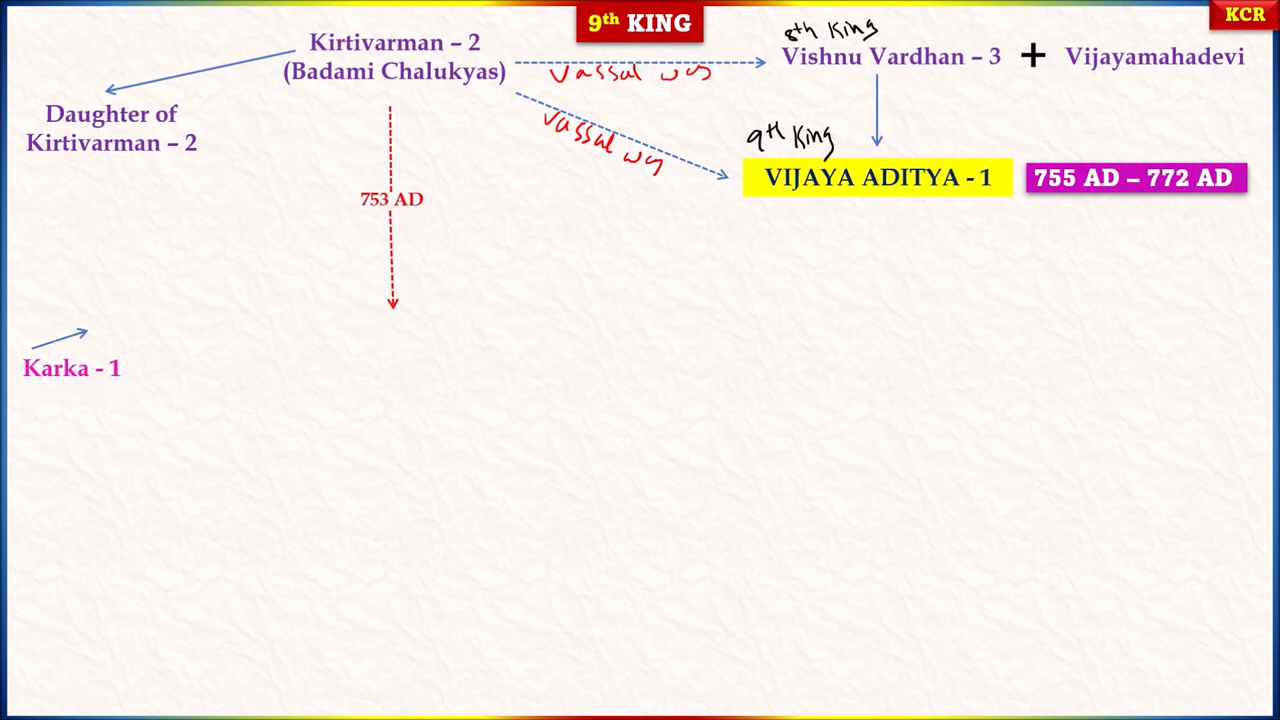 9th KING
KCR
Kirtivarman – 2
(Badami Chalukyas)
8th King
Vishnu Vardhan – 3 + Vijayamahadevi
Vassal way
Daughter of
Kirtivarman – 2
Vassal way
9th King
VIJAYA ADITYA - 1
755 AD – 772 AD
753 AD
Karka - 1